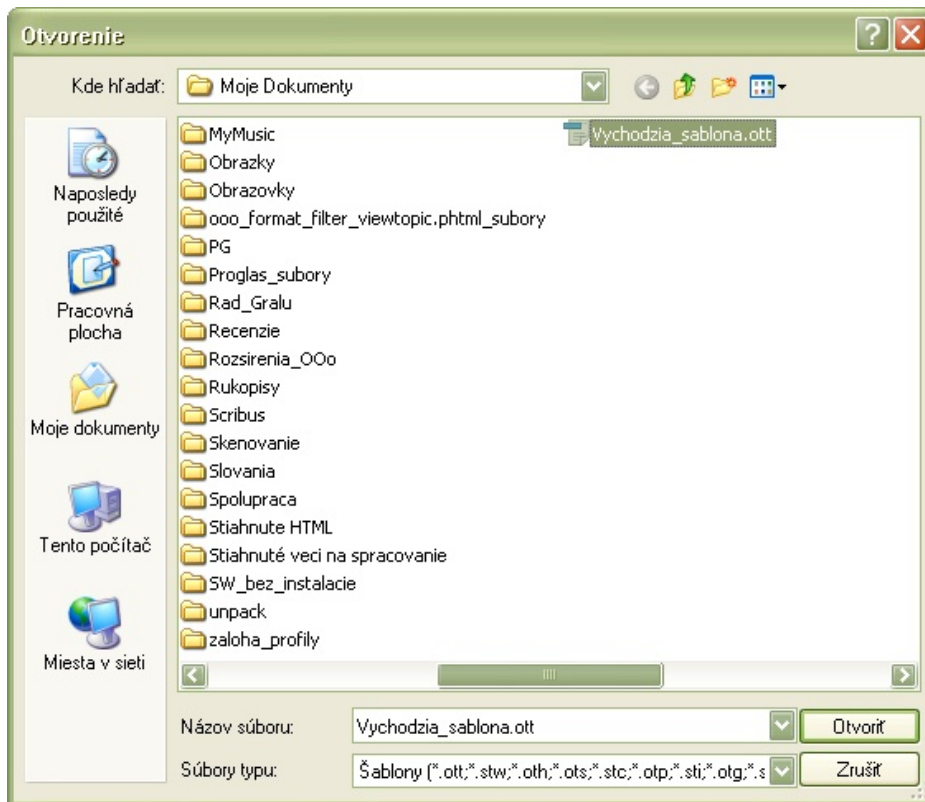 Otvorenie
Kde hľadať:
Moje Dokumenty
Naposledy
použité
Pracovná
plocha
Moje dokumenty
Tento počítač
Miesta v sieti
MyMusic
Obrazky
Obrazovky
ooo_format_filter_viewtopic.phtml_subory
PG
Proglas_subory
Rad_Gralu
Recenzie
Rozsirenia_OOo
Rukopisy
Scribus
Skenovanie
Slovania
Spolupraca
Stiahnute HTML
Stiahnuté veci na spracovanie
SW_bez_instalacie
unpack
zaloha_profily
Vychodzia_sablona.ott
Názov súboru:
Vychodzia_sablona.ott
Otvoriť
Súbory typu:
Šablony (*.ott;*.stw;*.oth;*.ots;*.stc;*.otp;*.sti;*.otg;*.s
Zrušiť